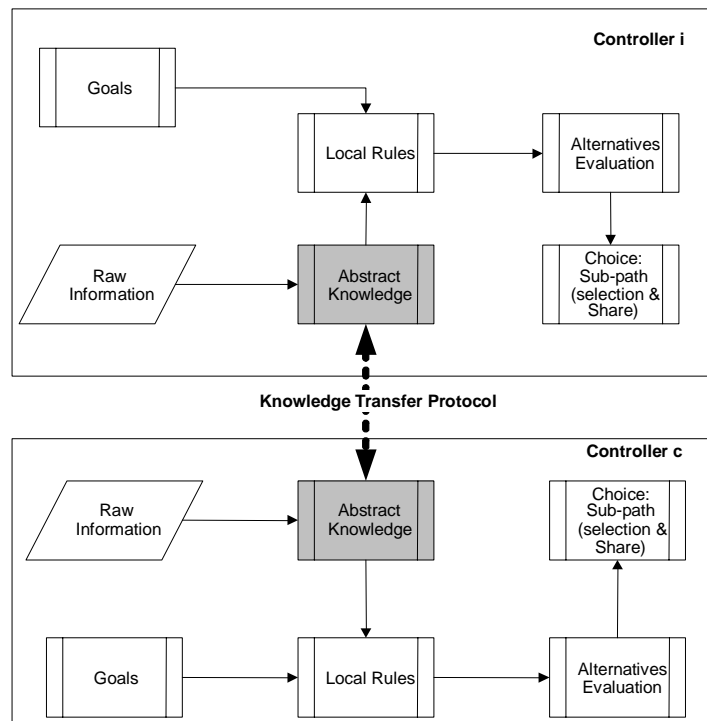 Controller i
Goals
Local Rules
Alternatives
Evaluation
Raw
Information
Abstract
Knowledge
Choice:
Sub-path
(selection &
Share)
Knowledge Transfer Protocol
Controller c
Raw
Information
Abstract
Knowledge
Choice:
Sub-path
(selection &
Share)
Goals
Local Rules
Alternatives
Evaluation